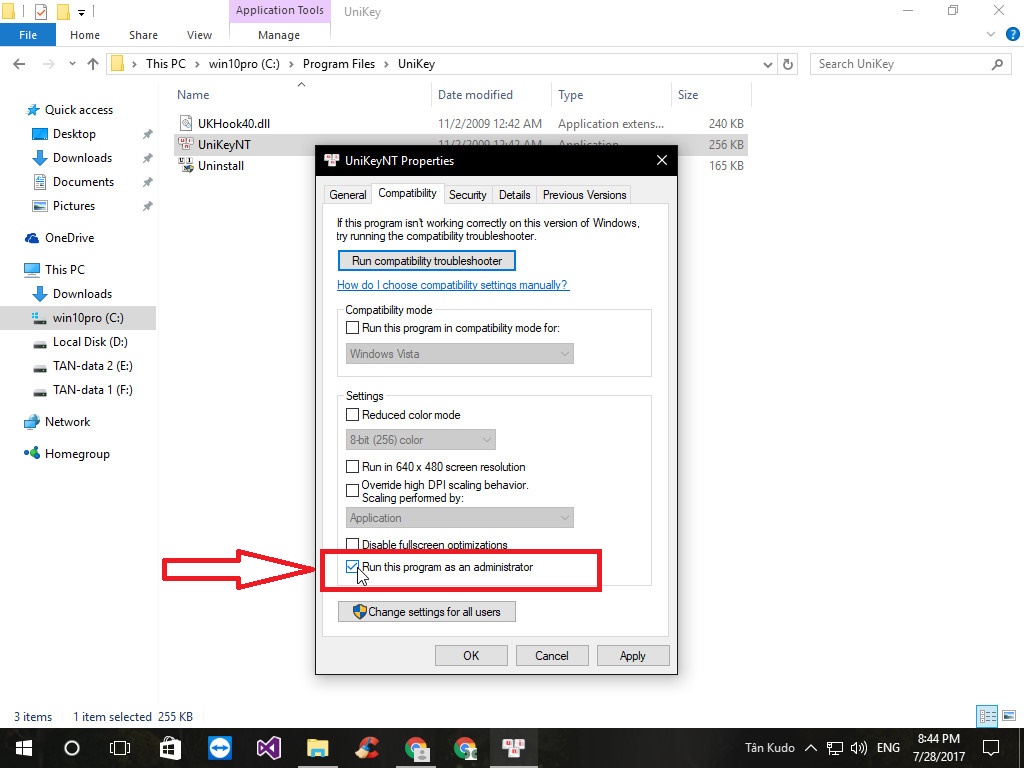 Application Tools
UniKey
File
Home
Share
View
Manage
This PC
win10pro (C:)
Program Files
UniKey
Search UniKey
Name
Date modified
Type
Size
UKHook40.dll
11/2/2009 12:42 AM
Application extens...
240 KB
UniKeyNT
11/2/2009 12:42 AM
Application
256 KB
Uninstall
165 KB
Quick access
Desktop
Downloads
Documents
Pictures
OneDrive
This PC
Downloads
win10pro (C:)
Local Disk (D:)
TAN-data 2 (E:)
TAN-data 1 (F:)
Network
Homegroup
UniKeyNT Properties
General
Compatibility
Security
Details
Previous Versions
If this program isn't working correctly on this version of Windows,
try running the compatibility troubleshooter.
Run compatibility troubleshooter
How do I choose compatibility settings manually?
Compatibility mode
Run this program in compatibility mode for:
Windows Vista
Settings
Reduced color mode
8-bit (256) color
Run in 640 x 480 screen resolution
Override high DPI scaling behavior.
Scaling performed by:
Application
Disable fullscreen optimizations
Run this program as an administrator
Change settings for all users
OK
Cancel
Apply
3 items
1 item selected 255 KB
Tân Kudo
ENG
8:44 PM
7/28/2017